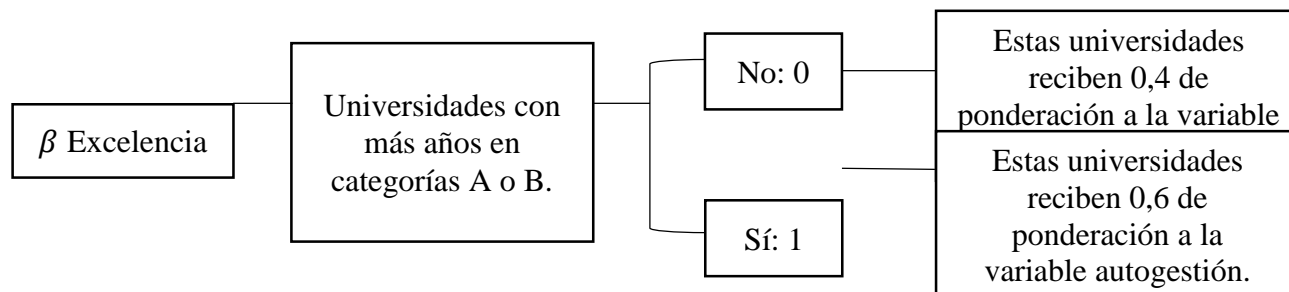 β Excelencia
Universidades con
más años en
categorías A o B.
No: 0
Estas universidades
reciben 0,4 de
ponderación a la variable
Sí: 1
Estas universidades
reciben 0,6 de
ponderación a la
variable autogestión.